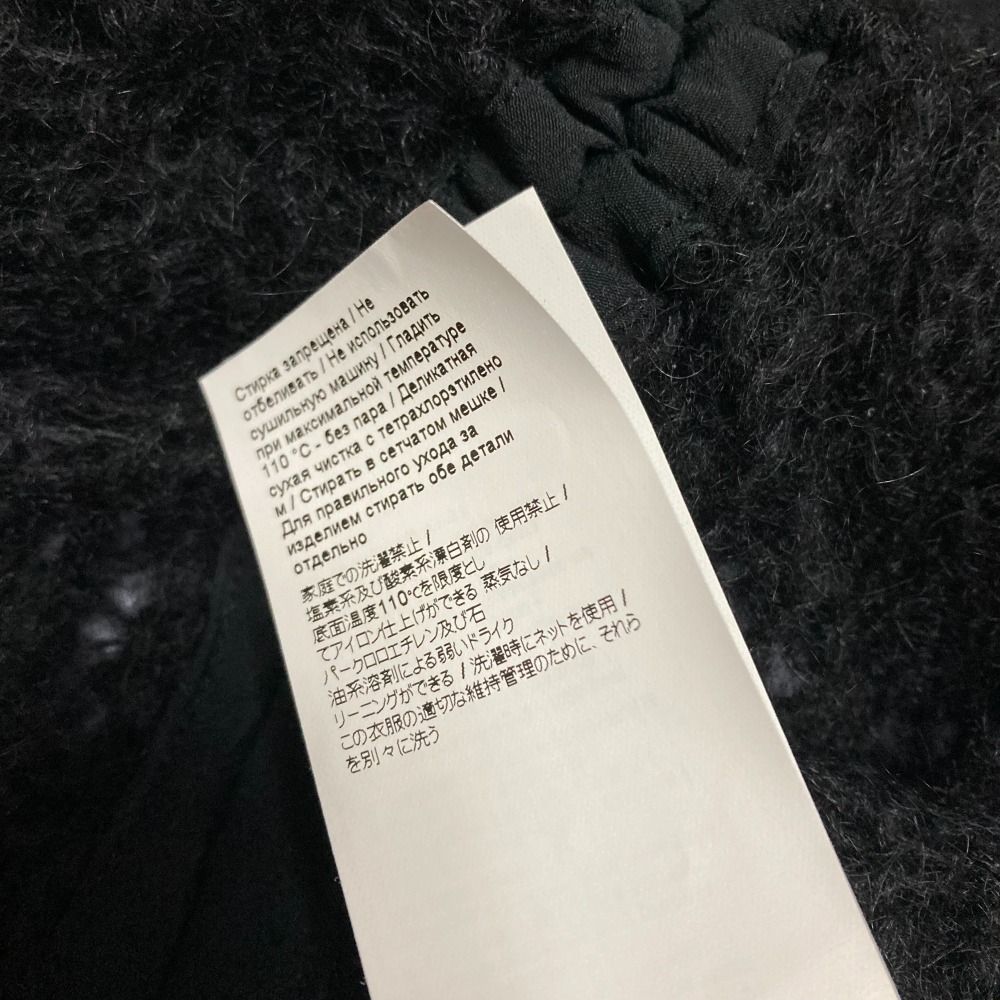 Стирка запрещена / Не
отбеливать / Не использовать
сушильную машину / Гладить
при максимальной температуре
110 °C - без пара / Деликатная
сухая чистка с тетрахлорэтилено
м / Стирать в сетчатом мешке /
Для правильного ухода за
изделием стирать обе детали
отдельно
家庭での洗濯禁止 /
塩素系及び酸素系漂白剤の 使用禁止 /
底面温度110℃を限度とし
てアイロン仕上げができる 蒸気なし /
パークロロエチレン及び石
油系溶剤による弱いドライク
リーニングができる / 洗濯時にネットを使用 /
この衣服の適切な維持管理のために、それら
を別々に洗う